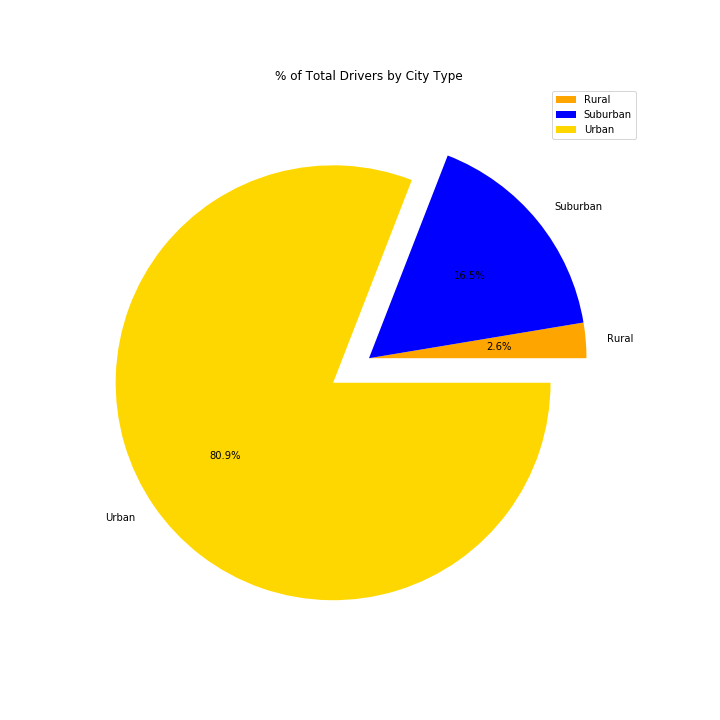 % of Total Drivers by City Type
Rural
Suburban
Urban
Suburban
16.5%
Rural
2.6%
80.9%
Urban